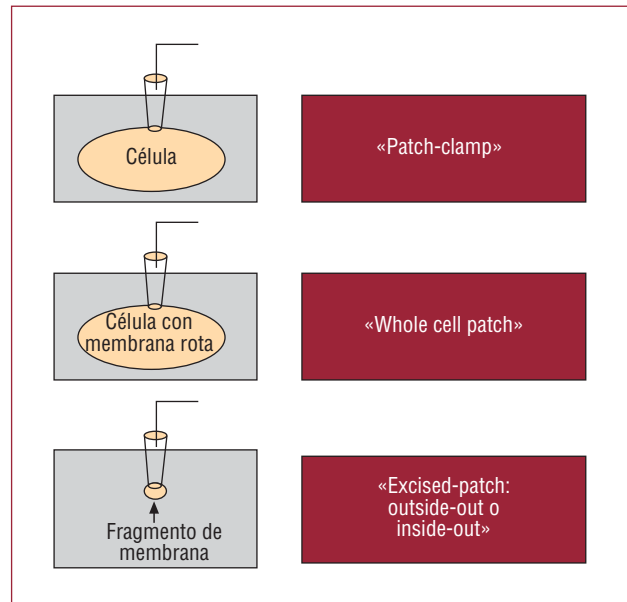 Célula
«Patch-clamp»
Célula con
membrana rota
«Whole cell patch»
Fragmento de
membrana
«Excised-patch:
outside-out o
inside-out»